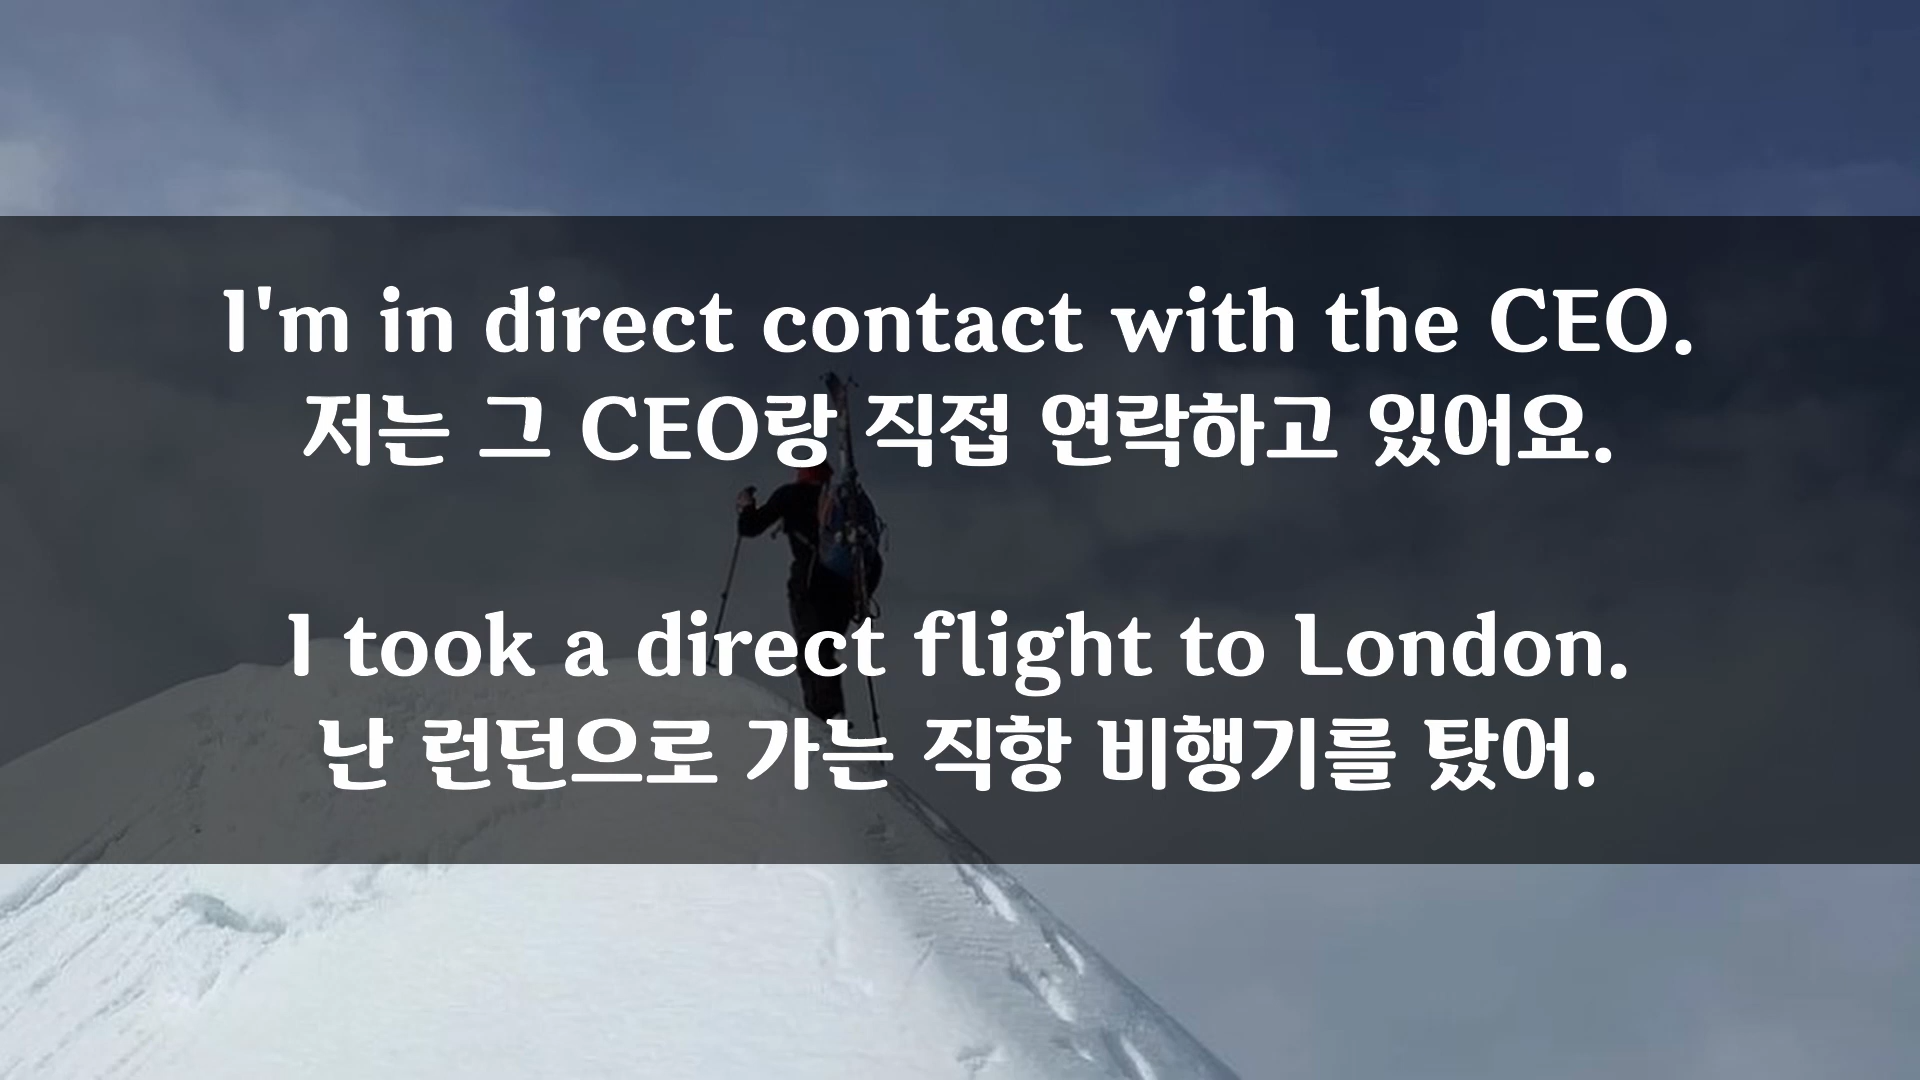 I'm in direct contact with the CEO.
저는 그 CEO랑 직접 연락하고 있어요.
I took a direct flight to London.
난 런던으로 가는 직항 비행기를 탔어.